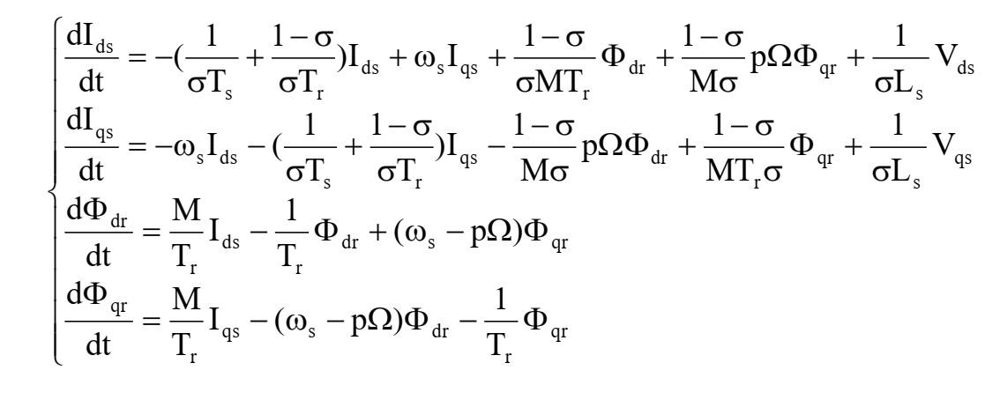 dI_ds/dt = -(1/(σT_s) + (1-σ)/(σT_r))I_ds + ω_s I_qs + (1-σ)/(σMT_r) Φ_dr + (1-σ)/(Mσ) pΩΦ_qr + 1/(σL_s) V_ds
dI_qs/dt = -ω_s I_ds - (1/(σT_s) + (1-σ)/(σT_r))I_qs - (1-σ)/(Mσ) pΩΦ_dr + (1-σ)/(MT_rσ) Φ_qr + 1/(σL_s) V_qs
dΦ_dr/dt = M/T_r I_ds - 1/T_r Φ_dr + (ω_s - pΩ)Φ_qr
dΦ_qr/dt = M/T_r I_qs - (ω_s - pΩ)Φ_dr - 1/T_r Φ_qr